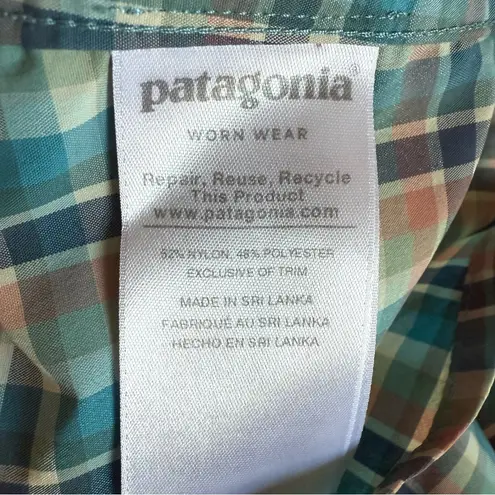 patagonia®
WORN WEAR
Repair, Reuse, Recycle
This Product
www.patagonia.com
52% NYLON, 48% POLYESTER
EXCLUSIVE OF TRIM
MADE IN SRI LANKA
FABRIQUÉ AU SRI LANKA
HECHO EN SRI LANKA